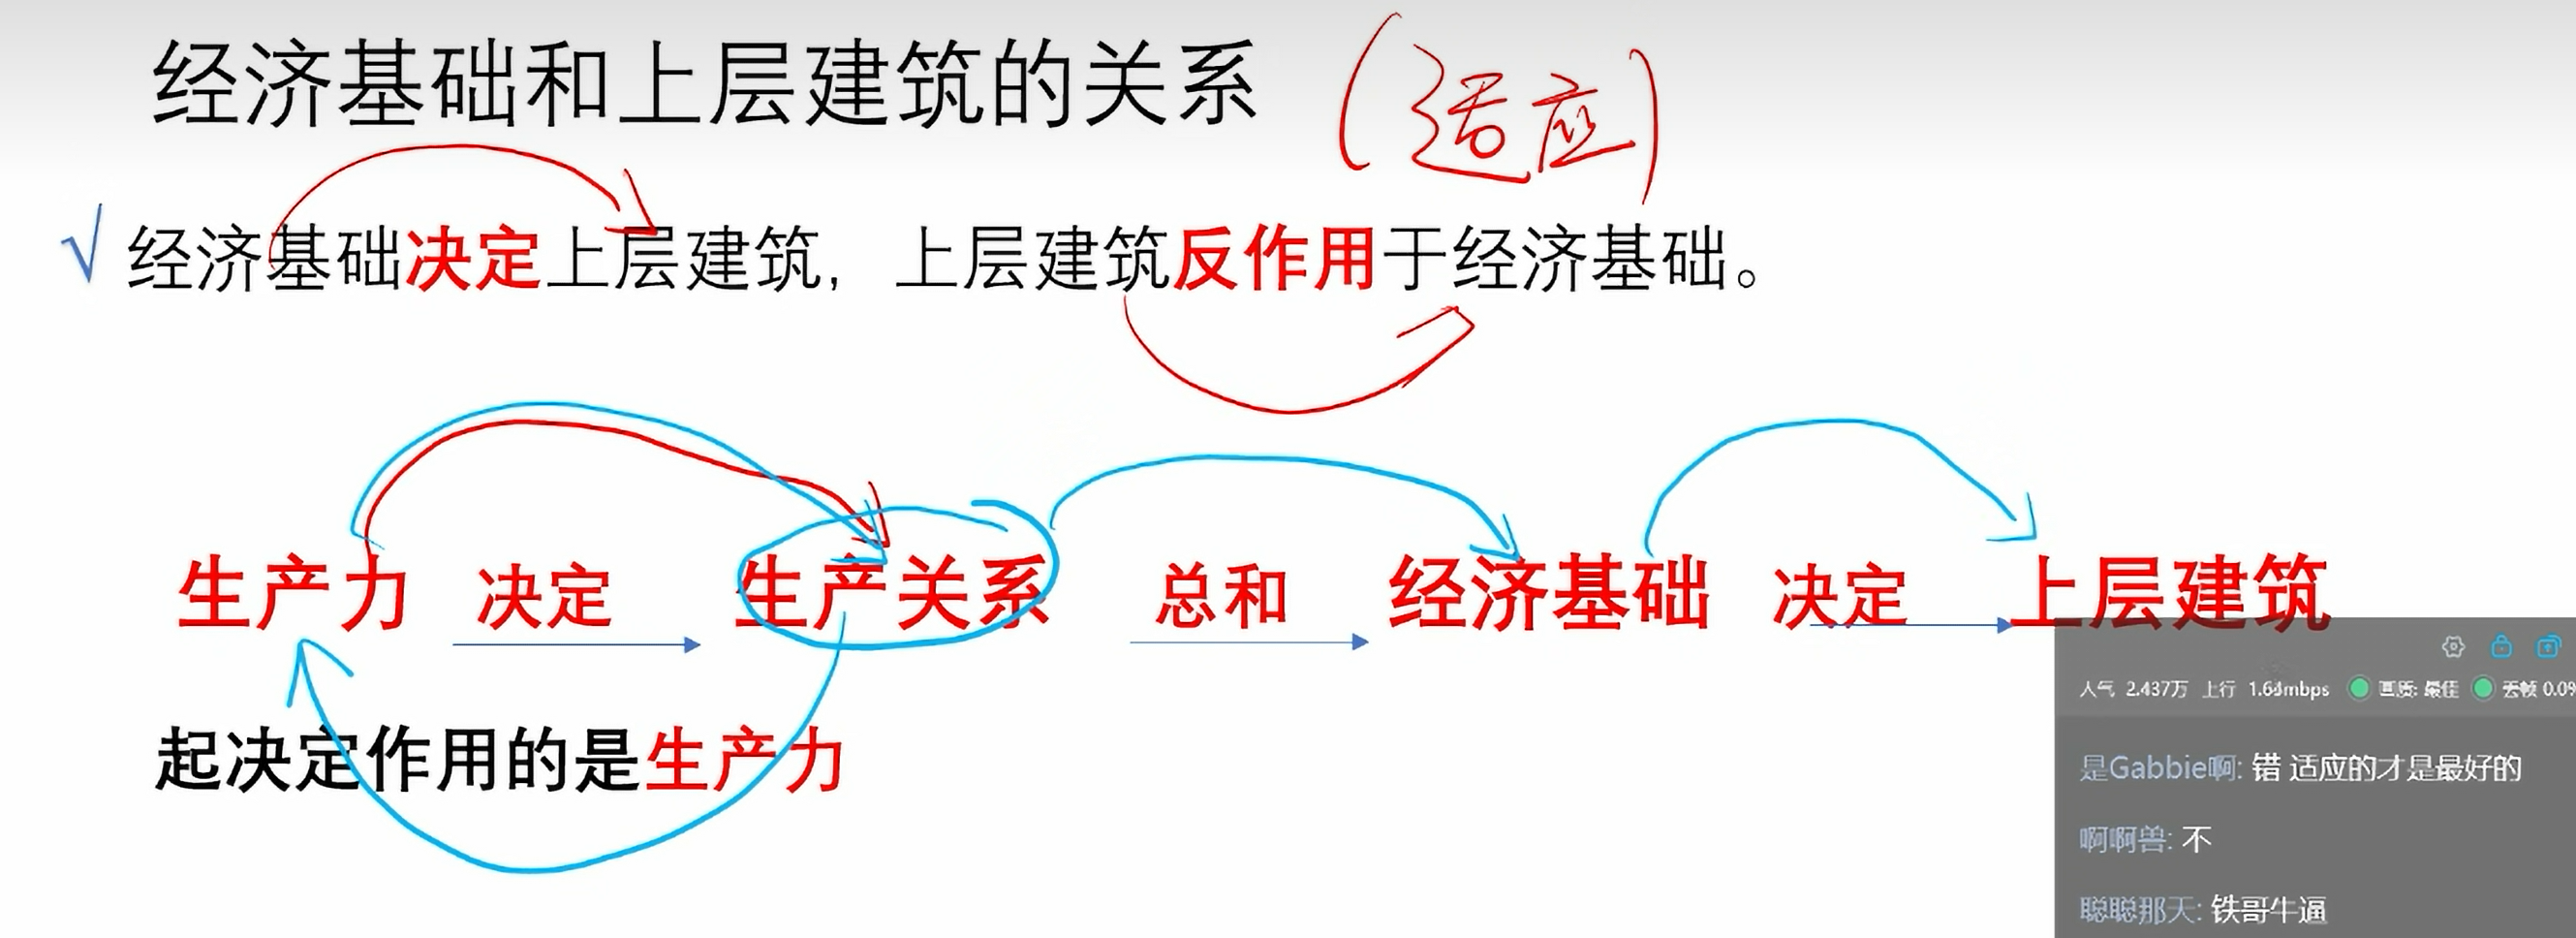 经济基础和上层建筑的关系 (适应)
√ 经济基础决定上层建筑，上层建筑反作用于经济基础。
生产力 决定 生产关系 总和 经济基础 决定 上层建筑
起决定作用的是生产力
人气 2.437万 上行 1.64mbps 画质: 最佳 丢帧 0.0%
是Gabbie啊: 错 适应的才是最好的
啊啊兽: 不
聪聪那天: 铁哥牛逼